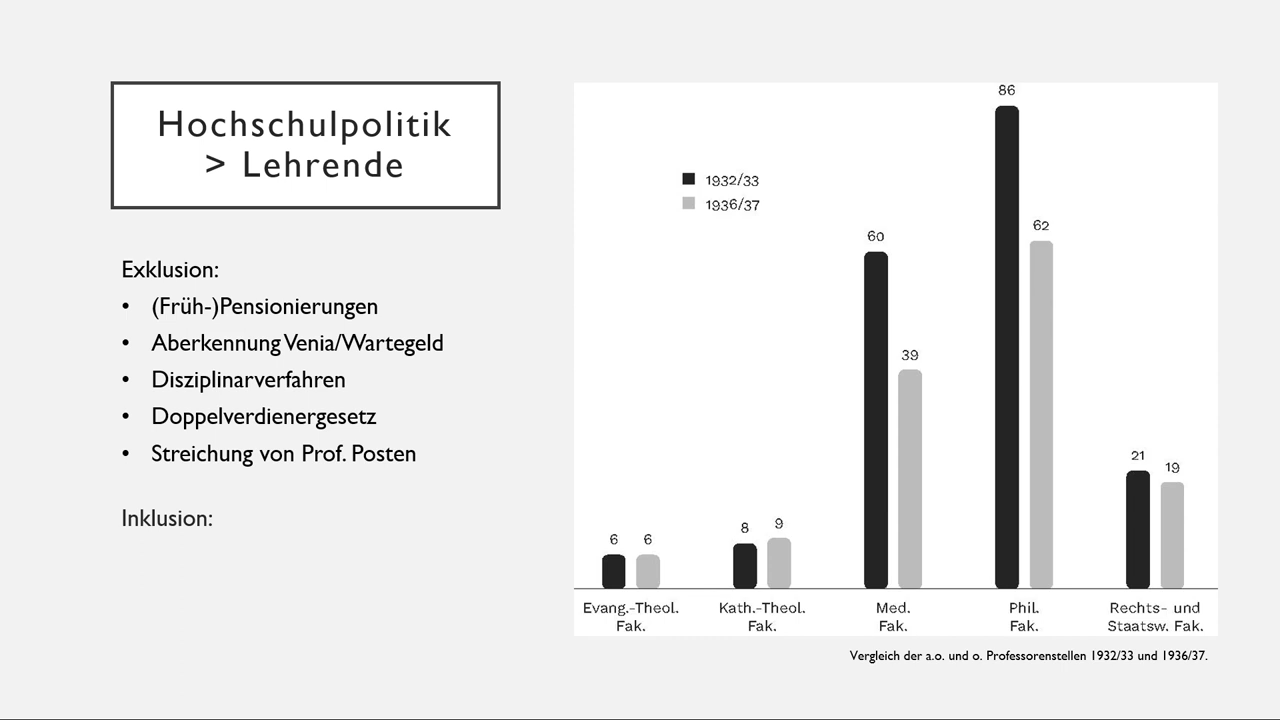 Hochschulpolitik
> Lehrende
Exklusion:
• (Früh-)Pensionierungen
• Aberkennung Venia/Wartegeld
• Disziplinarverfahren
• Doppelverdienergesetz
• Streichung von Prof. Posten
Inklusion:
1932/33
1936/37
6 6
8 9
60 39
86 62
21 19
Evang.-Theol.
Fak.
Kath.-Theol.
Fak.
Med.
Fak.
Phil.
Fak.
Rechts- und
Staatsw. Fak.
Vergleich der a.o. und o. Professorenstellen 1932/33 und 1936/37.